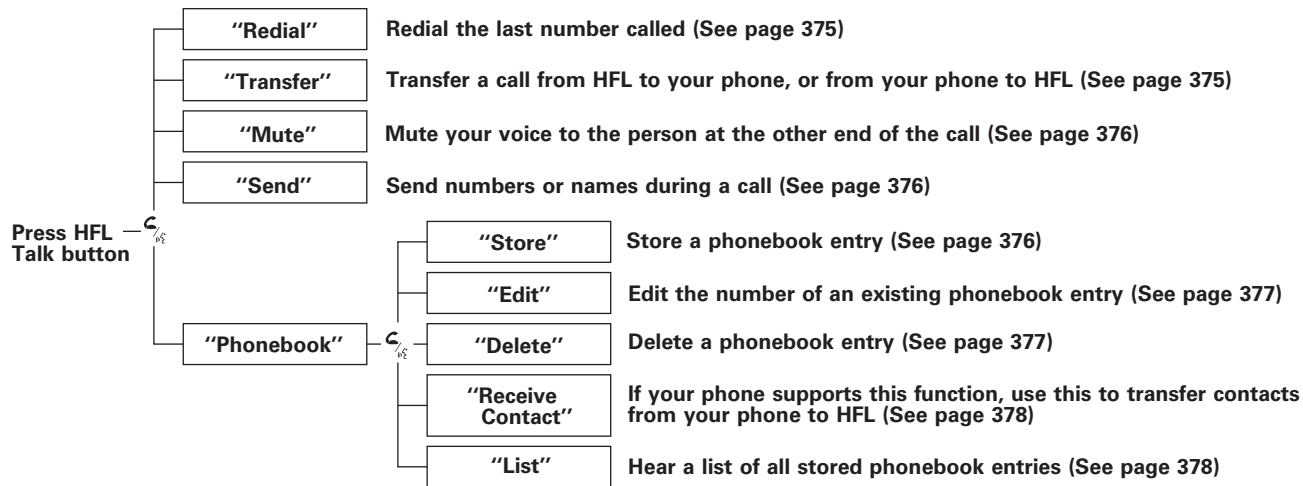 "Redial" Redial the last number called (See page 375)
"Transfer" Transfer a call from HFL to your phone, or from your phone to HFL (See page 375)
"Mute" Mute your voice to the person at the other end of the call (See page 376)
"Send" Send numbers or names during a call (See page 376)
Press HFL
Talk button
"Phonebook"
"Store" Store a phonebook entry (See page 376)
"Edit" Edit the number of an existing phonebook entry (See page 377)
"Delete" Delete a phonebook entry (See page 377)
"Receive
Contact"
If your phone supports this function, use this to transfer contacts
from your phone to HFL (See page 378)
"List" Hear a list of all stored phonebook entries (See page 378)